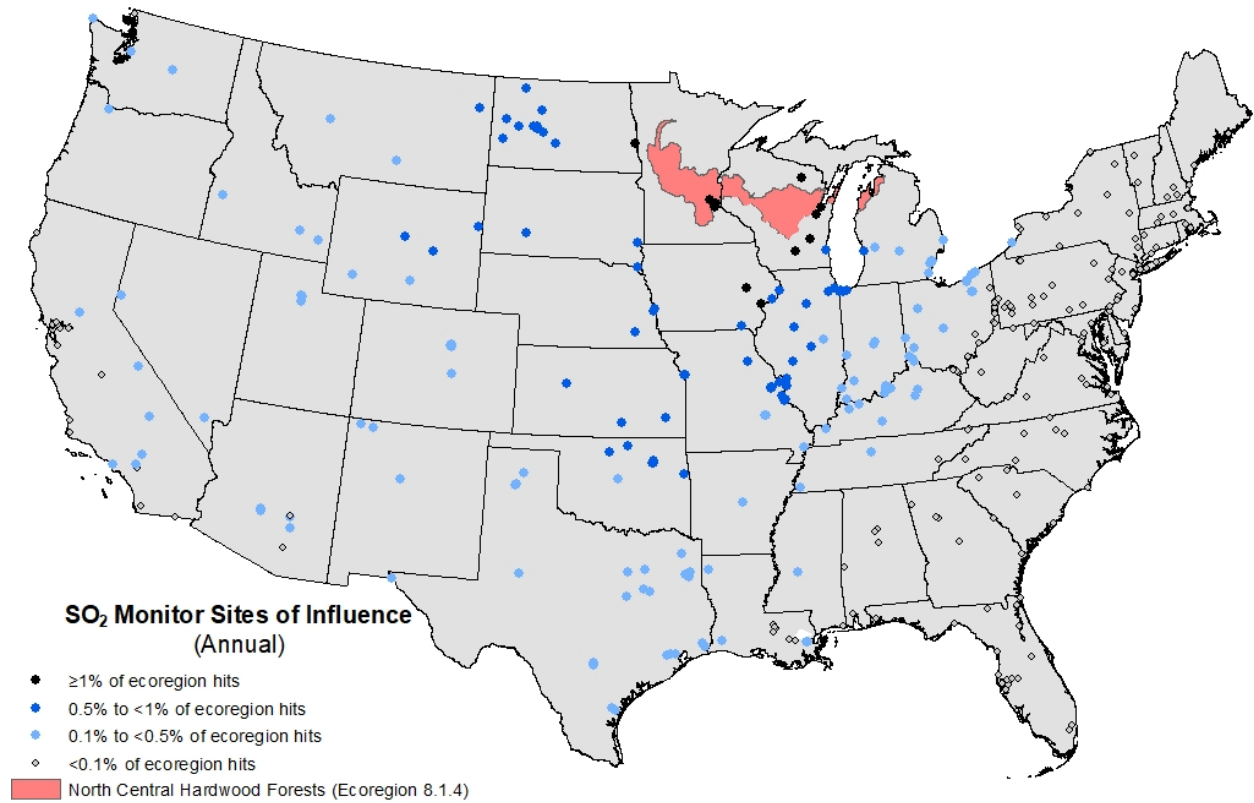 SO₂ Monitor Sites of Influence
(Annual)
≥1% of ecoregion hits
0.5% to <1% of ecoregion hits
0.1% to <0.5% of ecoregion hits
<0.1% of ecoregion hits
North Central Hardwood Forests (Ecoregion 8.1.4)